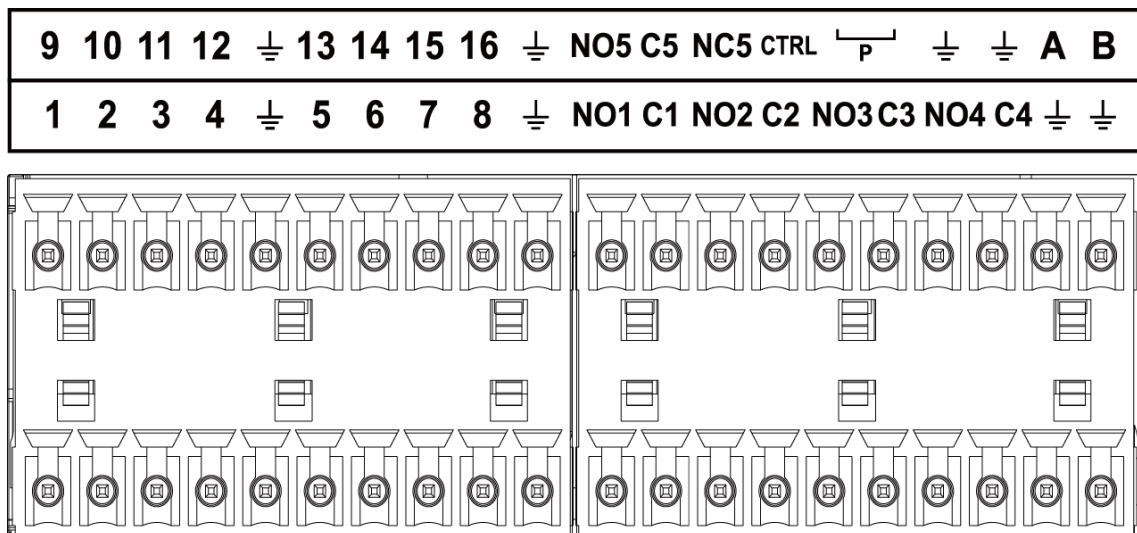 9 10 11 12 ⏚ 13 14 15 16 ⏚ NO5 C5 NC5 CTRL P ⏚ ⏚ A B
1 2 3 4 ⏚ 5 6 7 8 ⏚ NO1 C1 NO2 C2 NO3 C3 NO4 C4 ⏚ ⏚